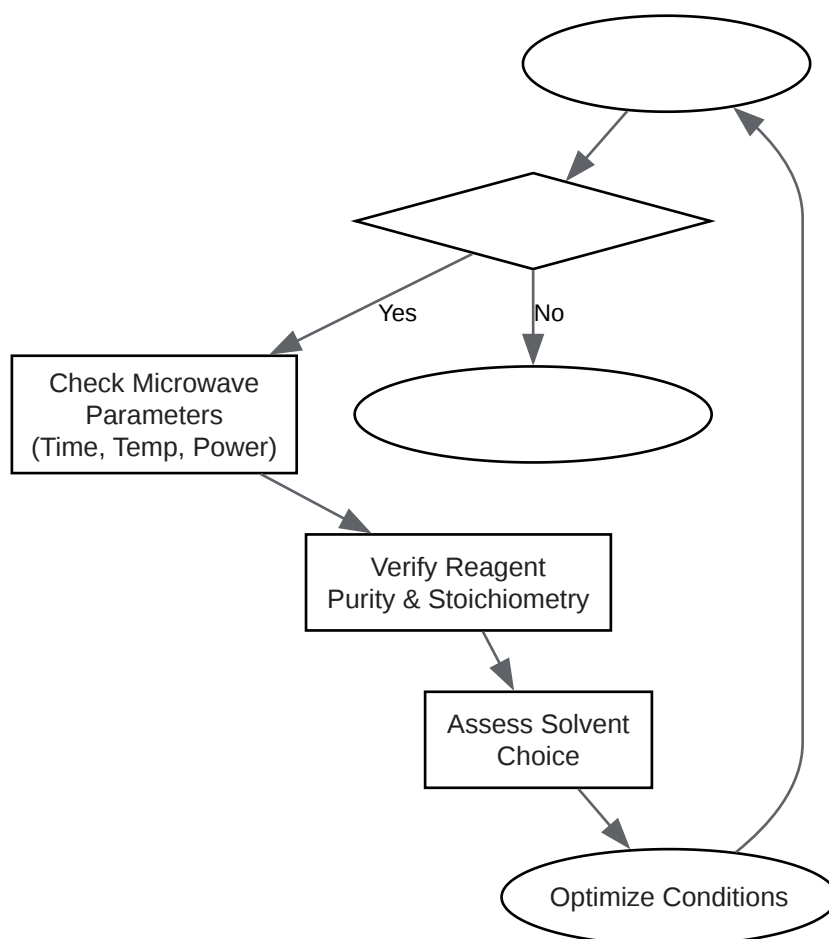 Yes
No
Check Microwave
Parameters
(Time, Temp, Power)
Verify Reagent
Purity & Stoichiometry
Assess Solvent
Choice
Optimize Conditions